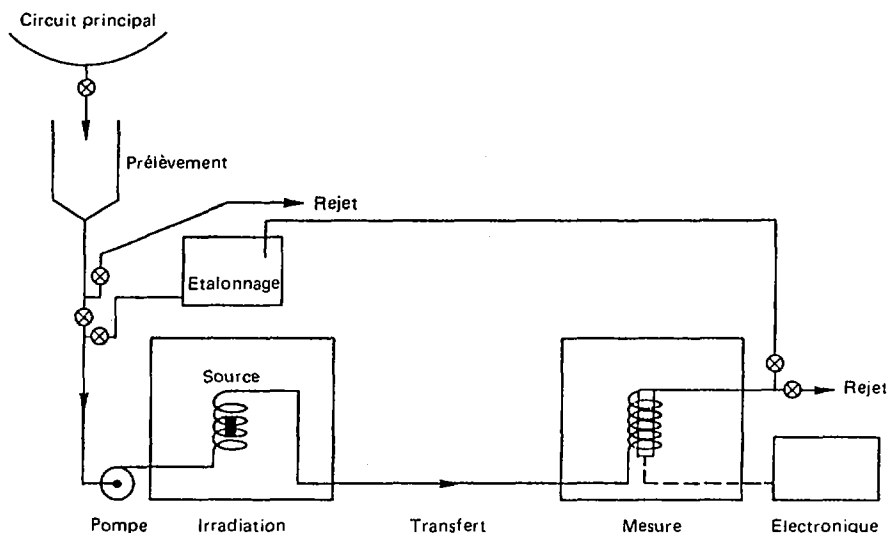 Circuit principal
Prélèvement
Rejet
Etalonnage
Source
Rejet
Pompe
Irradiation
Transfert
Mesure
Electronique